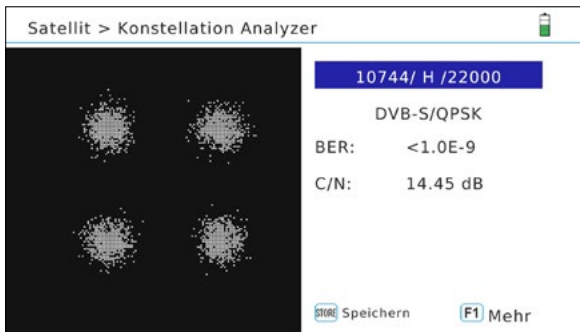 Satellit > Konstellation Analyzer
10744/ H /22000
DVB-S/QPSK
BER: <1.0E-9
C/N: 14.45 dB
STORE Speichern F1 Mehr